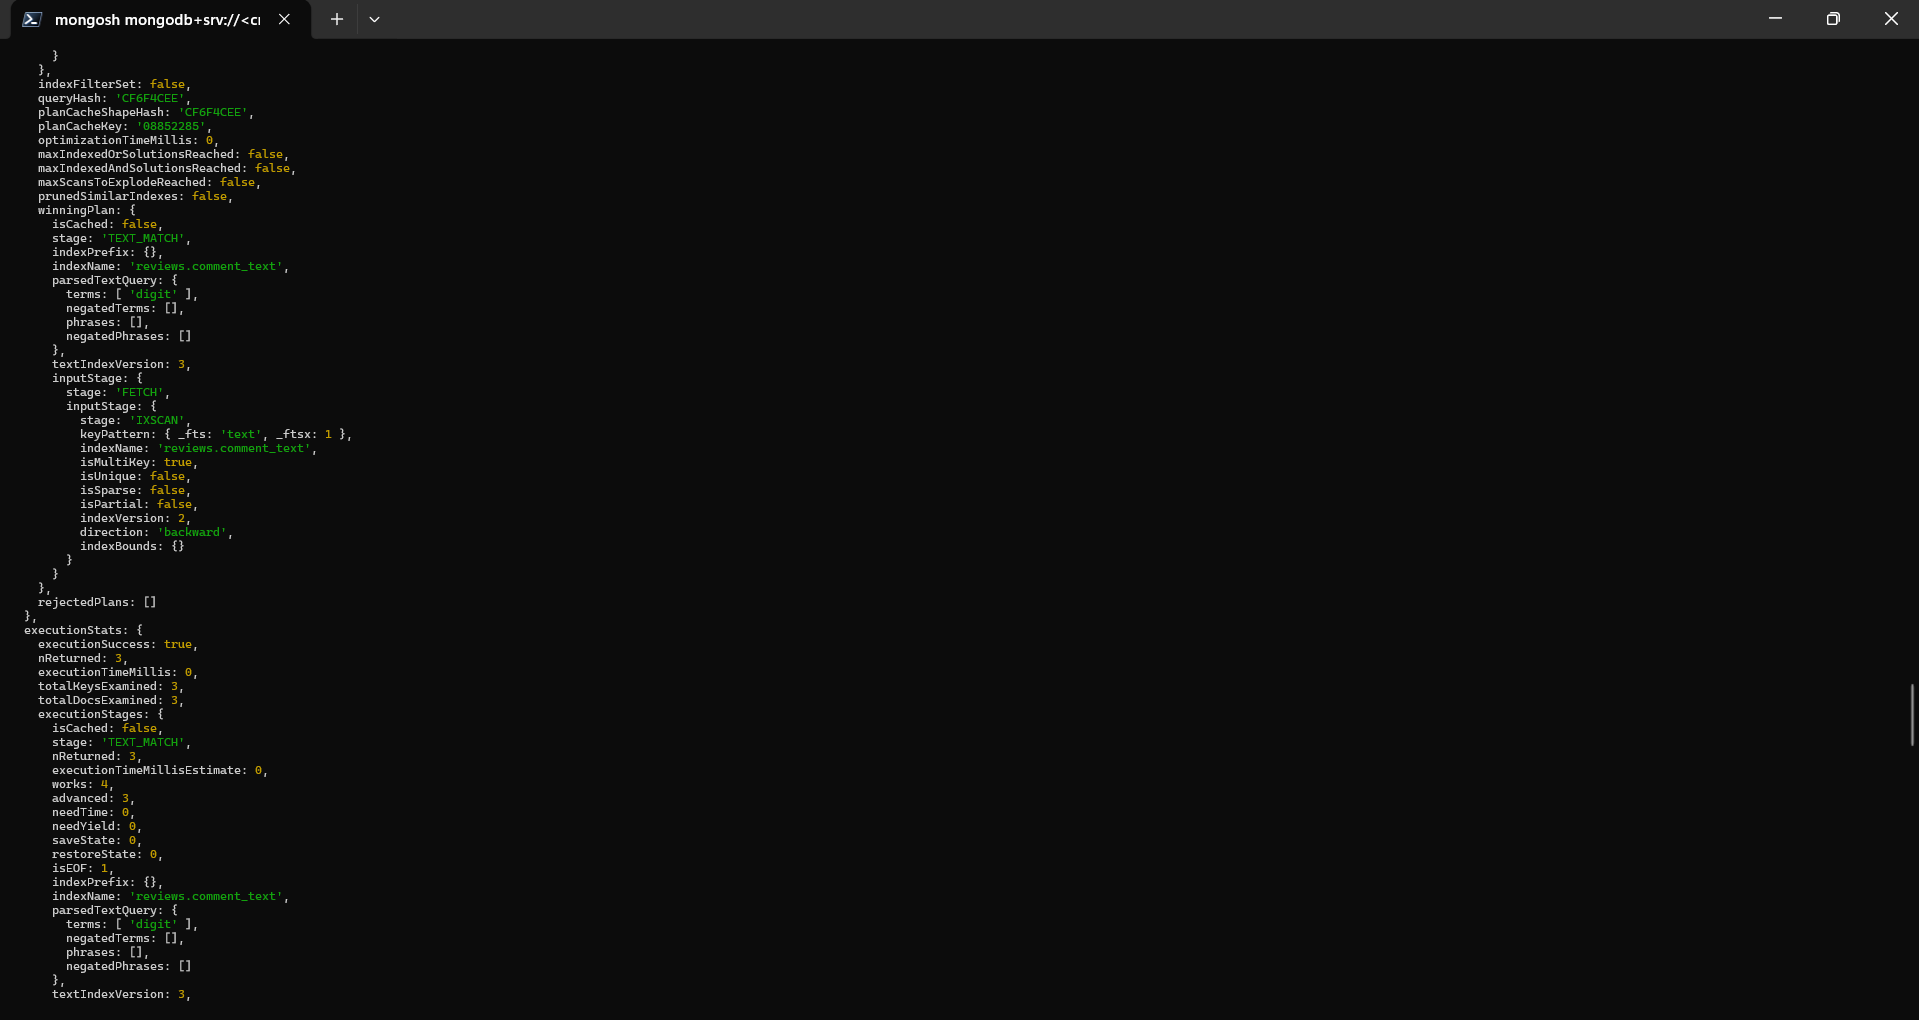 mongosh mongodb+srv://<cr
}
},
indexFilterSet: false,
queryHash: 'CF6F4CEE',
planCacheShapeHash: 'CF6F4CEE',
planCacheKey: '08852285',
optimizationTimeMillis: 0,
maxIndexedOrSolutionsReached: false,
maxIndexedAndSolutionsReached: false,
maxScansToExplodeReached: false,
prunedSimilarIndexes: false,
winningPlan: {
isCached: false,
stage: 'TEXT_MATCH',
indexPrefix: {},
indexName: 'reviews.comment_text',
parsedTextQuery: {
terms: [ 'digit' ],
negatedTerms: [],
phrases: [],
negatedPhrases: []
},
textIndexVersion: 3,
inputStage: {
stage: 'FETCH',
inputStage: {
stage: 'IXSCAN',
keyPattern: { _fts: 'text', _ftsx: 1 },
indexName: 'reviews.comment_text',
isMultiKey: true,
isUnique: false,
isSparse: false,
isPartial: false,
indexVersion: 2,
direction: 'backward',
indexBounds: {}
}
}
},
rejectedPlans: []
},
executionStats: {
executionSuccess: true,
nReturned: 3,
executionTimeMillis: 0,
totalKeysExamined: 3,
totalDocsExamined: 3,
executionStages: {
isCached: false,
stage: 'TEXT_MATCH',
nReturned: 3,
executionTimeMillisEstimate: 0,
works: 4,
advanced: 3,
needTime: 0,
needYield: 0,
saveState: 0,
restoreState: 0,
isEOF: 1,
indexPrefix: {},
indexName: 'reviews.comment_text',
parsedTextQuery: {
terms: [ 'digit' ],
negatedTerms: [],
phrases: [],
negatedPhrases: []
},
textIndexVersion: 3,